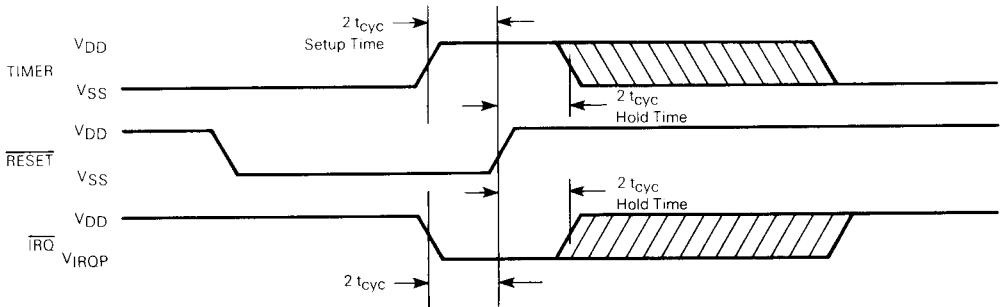 2 tcyc
Setup Time
VDD
TIMER
VSS
2 tcyc
Hold Time
VDD
RESET
VSS
2 tcyc
Hold Time
VDD
IRQ
VIRQP
2 tcyc